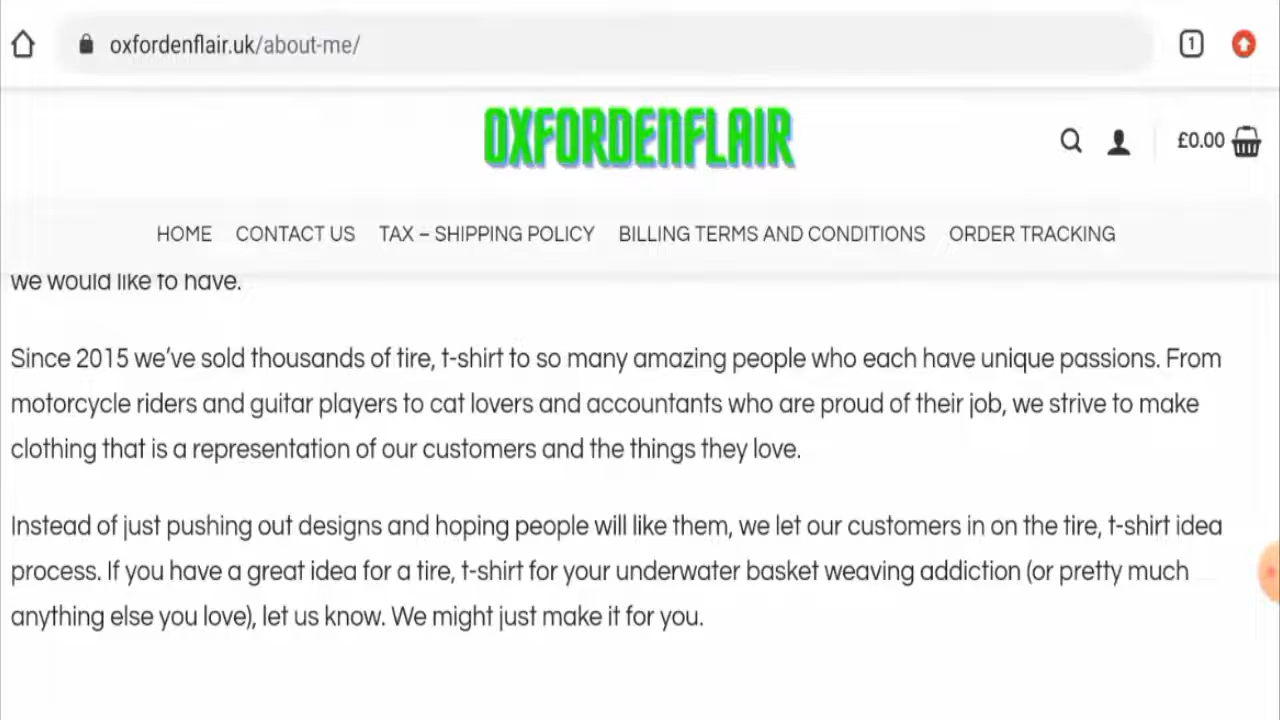 oxfordenflair.uk/about-me/
1
OXFORDENFLAIR
£0.00
HOME CONTACT US TAX – SHIPPING POLICY BILLING TERMS AND CONDITIONS ORDER TRACKING
we would like to have.
Since 2015 we’ve sold thousands of tire, t-shirt to so many amazing people who each have unique passions. From
motorcycle riders and guitar players to cat lovers and accountants who are proud of their job, we strive to make
clothing that is a representation of our customers and the things they love.
Instead of just pushing out designs and hoping people will like them, we let our customers in on the tire, t-shirt idea
process. If you have a great idea for a tire, t-shirt for your underwater basket weaving addiction (or pretty much
anything else you love), let us know. We might just make it for you.